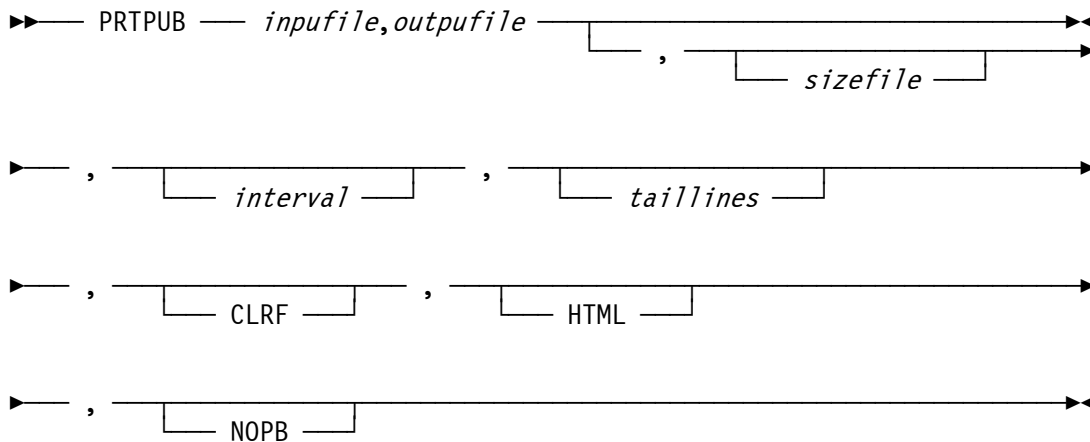 PRTPUB inpufile,outpufile
, sizefile
, interval , taillines
, CLRF , HTML
, NOPB